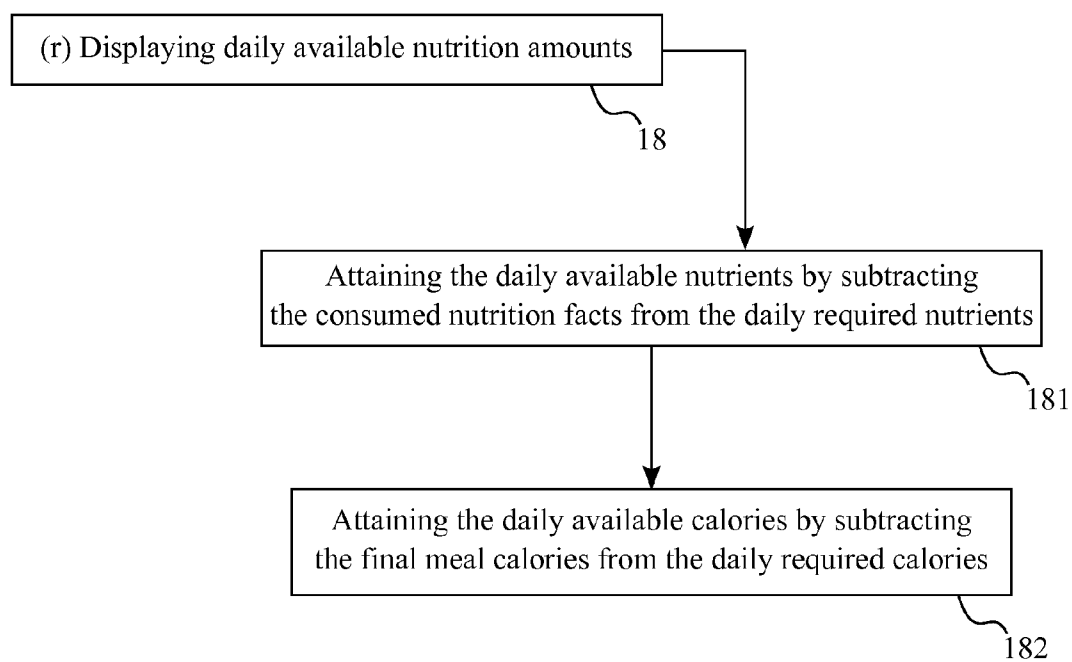 (r) Displaying daily available nutrition amounts
18
Attaining the daily available nutrients by subtracting
the consumed nutrition facts from the daily required nutrients
181
Attaining the daily available calories by subtracting
the final meal calories from the daily required calories
182